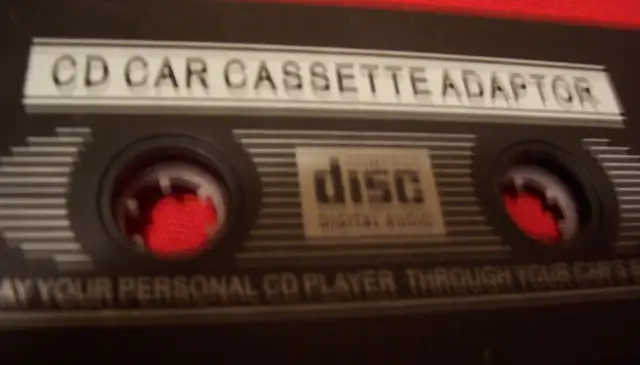 CD CAR CASSETTE ADAPTOR
disc
DIGITAL AUDIO
YOUR PERSONAL CD PLAYER THROUGH YOUR CAR'S